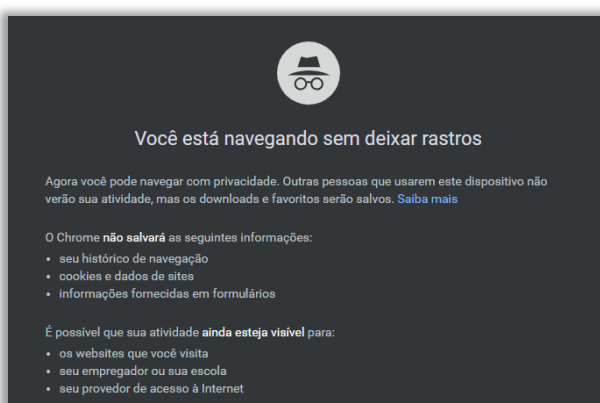 Você está navegando sem deixar rastros
Agora você pode navegar com privacidade. Outras pessoas que usarem este dispositivo não
verão sua atividade, mas os downloads e favoritos serão salvos. Saiba mais
O Chrome não salvará as seguintes informações:
• seu histórico de navegação
• cookies e dados de sites
• informações fornecidas em formulários
É possível que sua atividade ainda esteja visível para:
• os websites que você visita
• seu empregador ou sua escola
• seu provedor de acesso à Internet